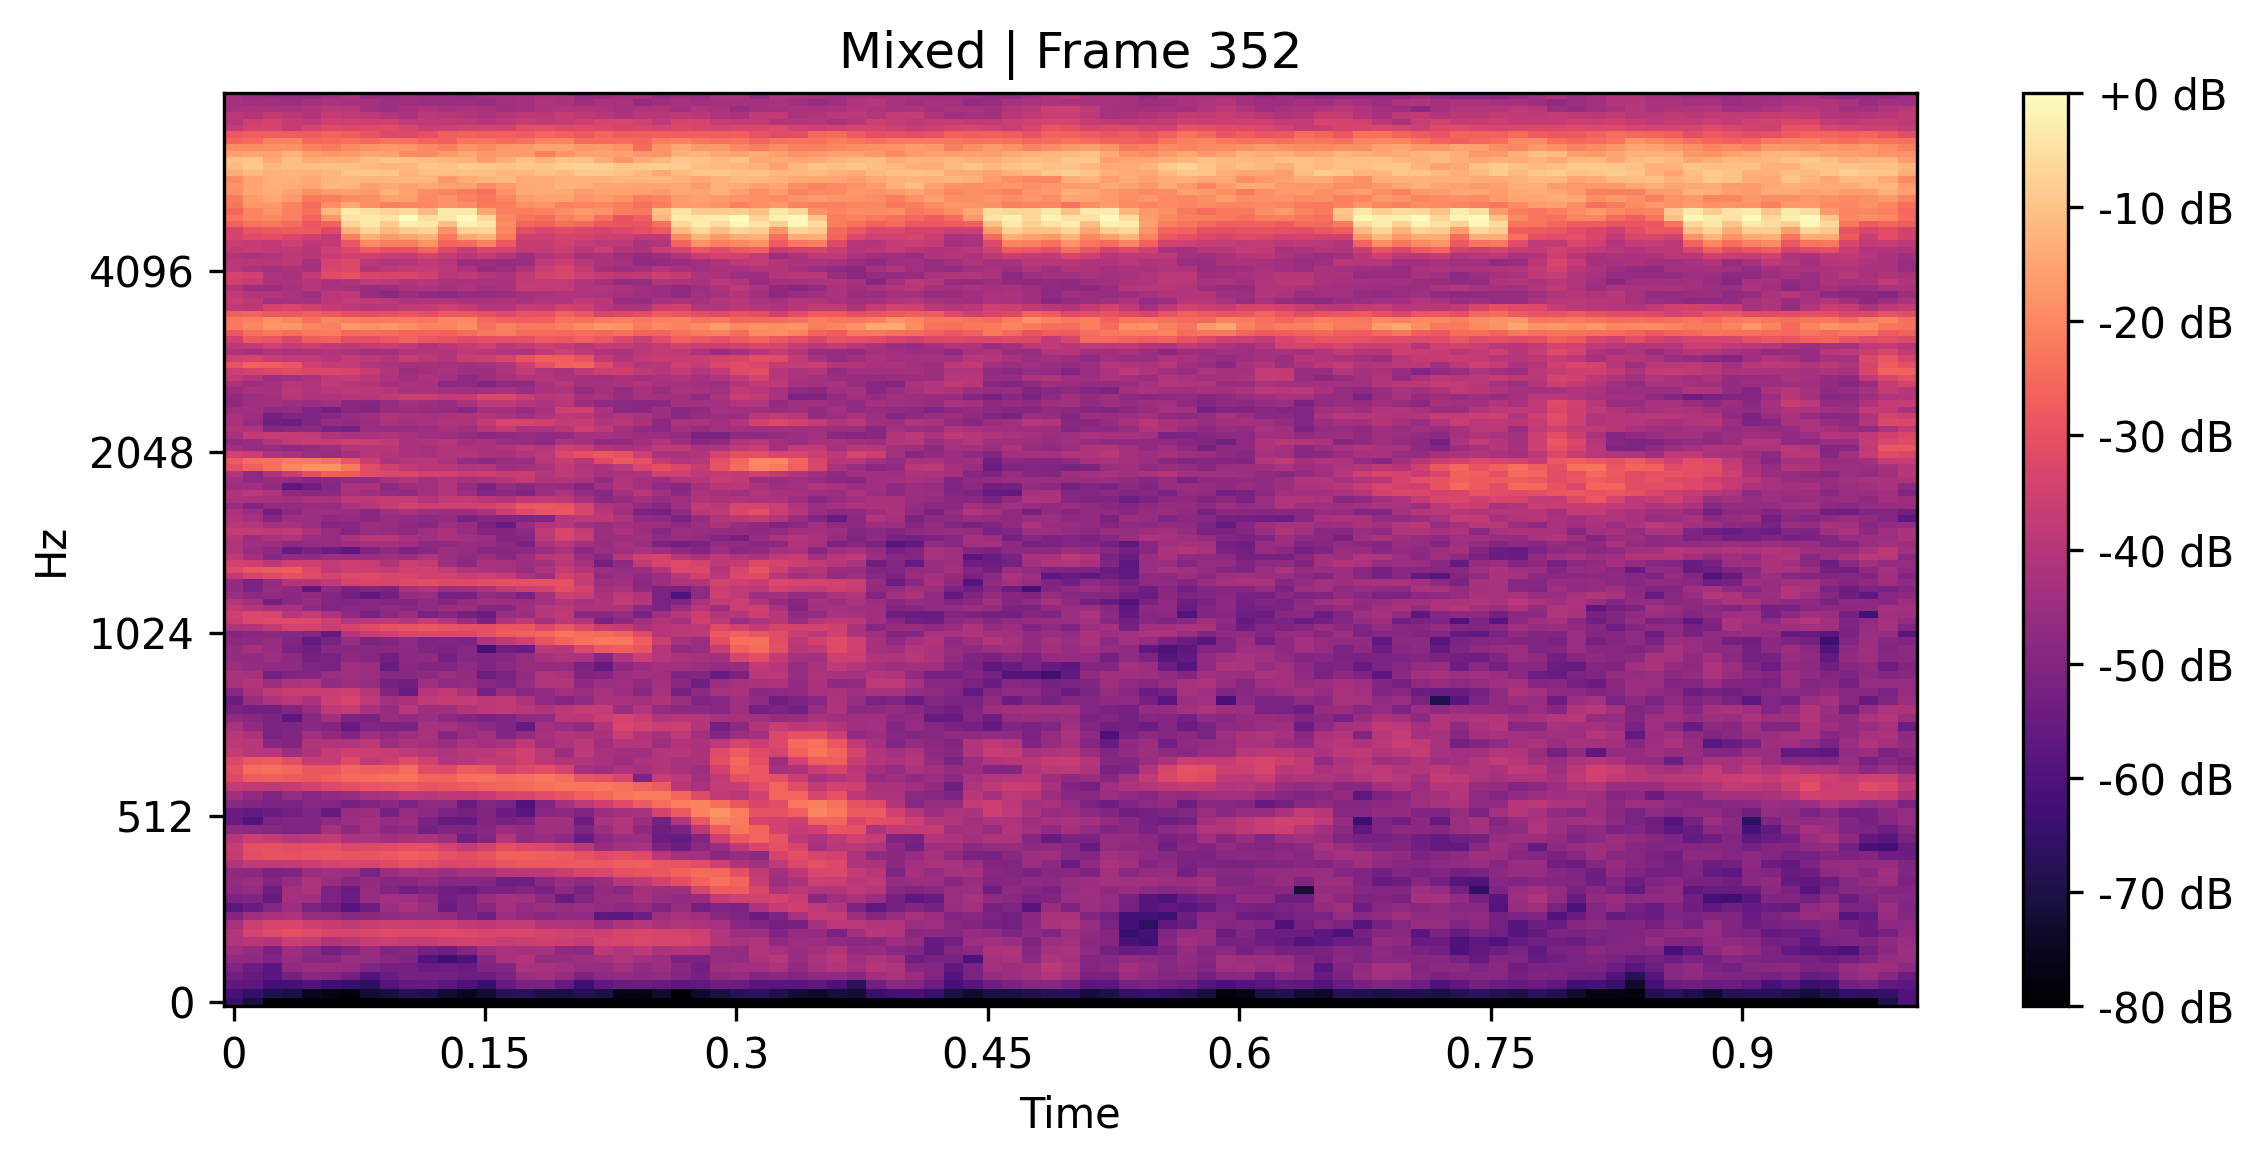 Mixed | Frame 352
+0 dB
-10 dB
-20 dB
-30 dB
-40 dB
-50 dB
-60 dB
-70 dB
-80 dB
Hz
4096
2048
1024
512
0
0 0.15 0.3 0.45 0.6 0.75 0.9
Time